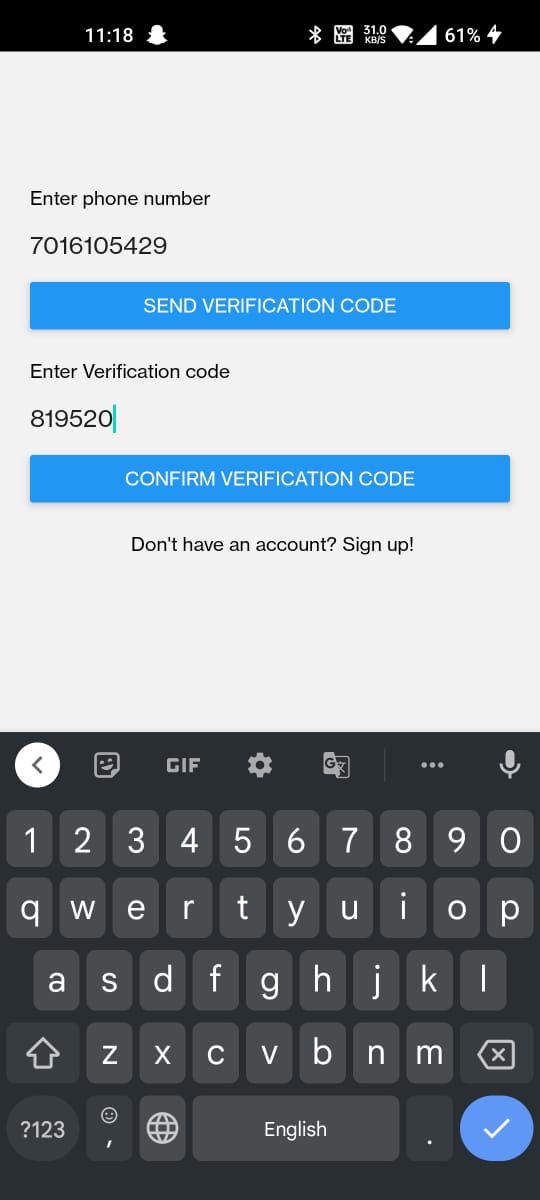 11:18
Vo))
LTE
31.0
KB/S
61%
Enter phone number
7016105429
SEND VERIFICATION CODE
Enter Verification code
819520
CONFIRM VERIFICATION CODE
Don't have an account? Sign up!
GIF
1 2 3 4 5 6 7 8 9 0
q w e r t y u i o p
a s d f g h j k l
z x c v b n m
?123 , English .